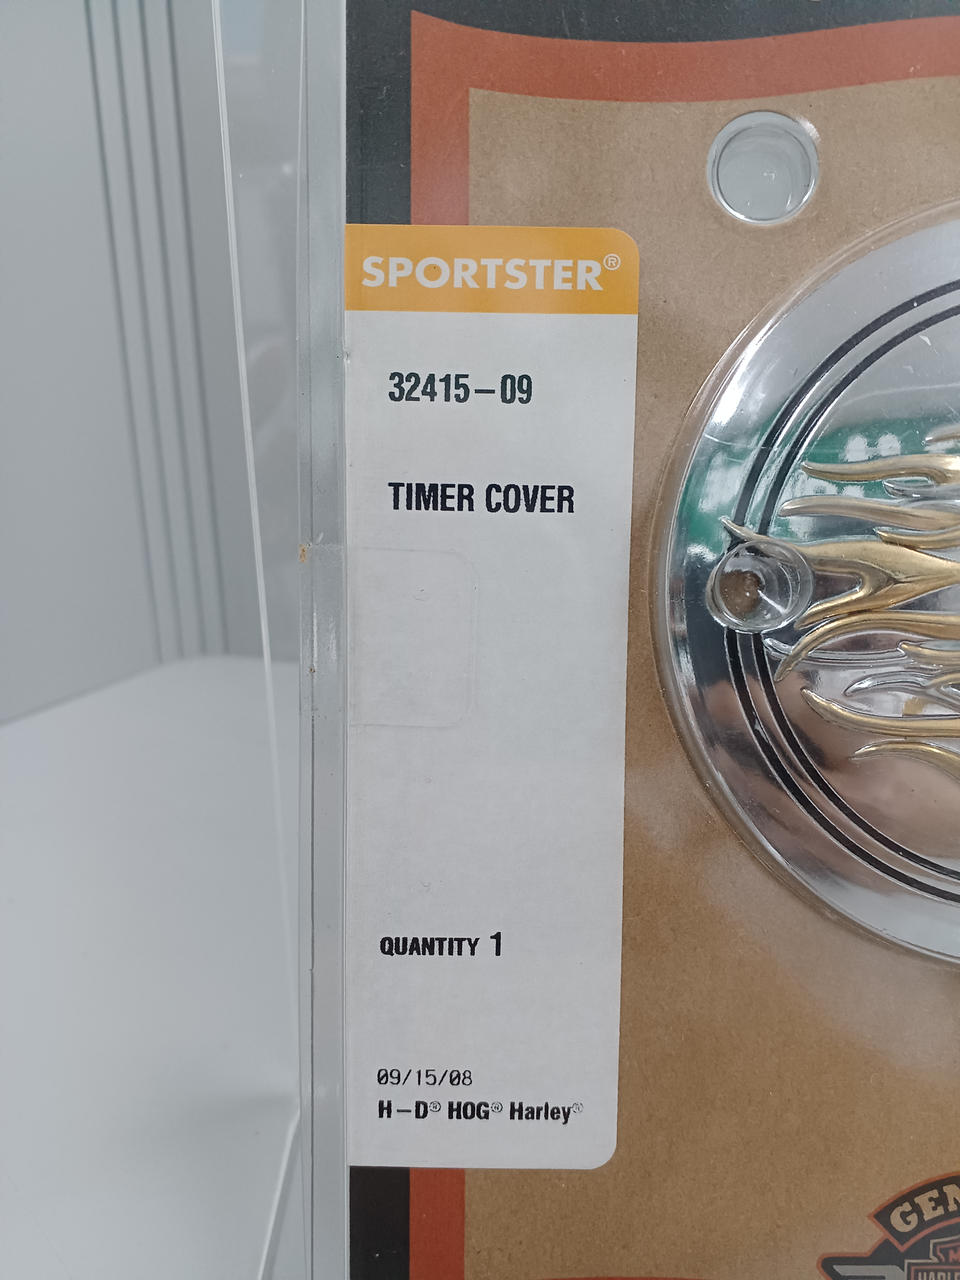 SPORTSTER®
32415-09
TIMER COVER
QUANTITY 1
09/15/08
H-D® HOG® Harley®